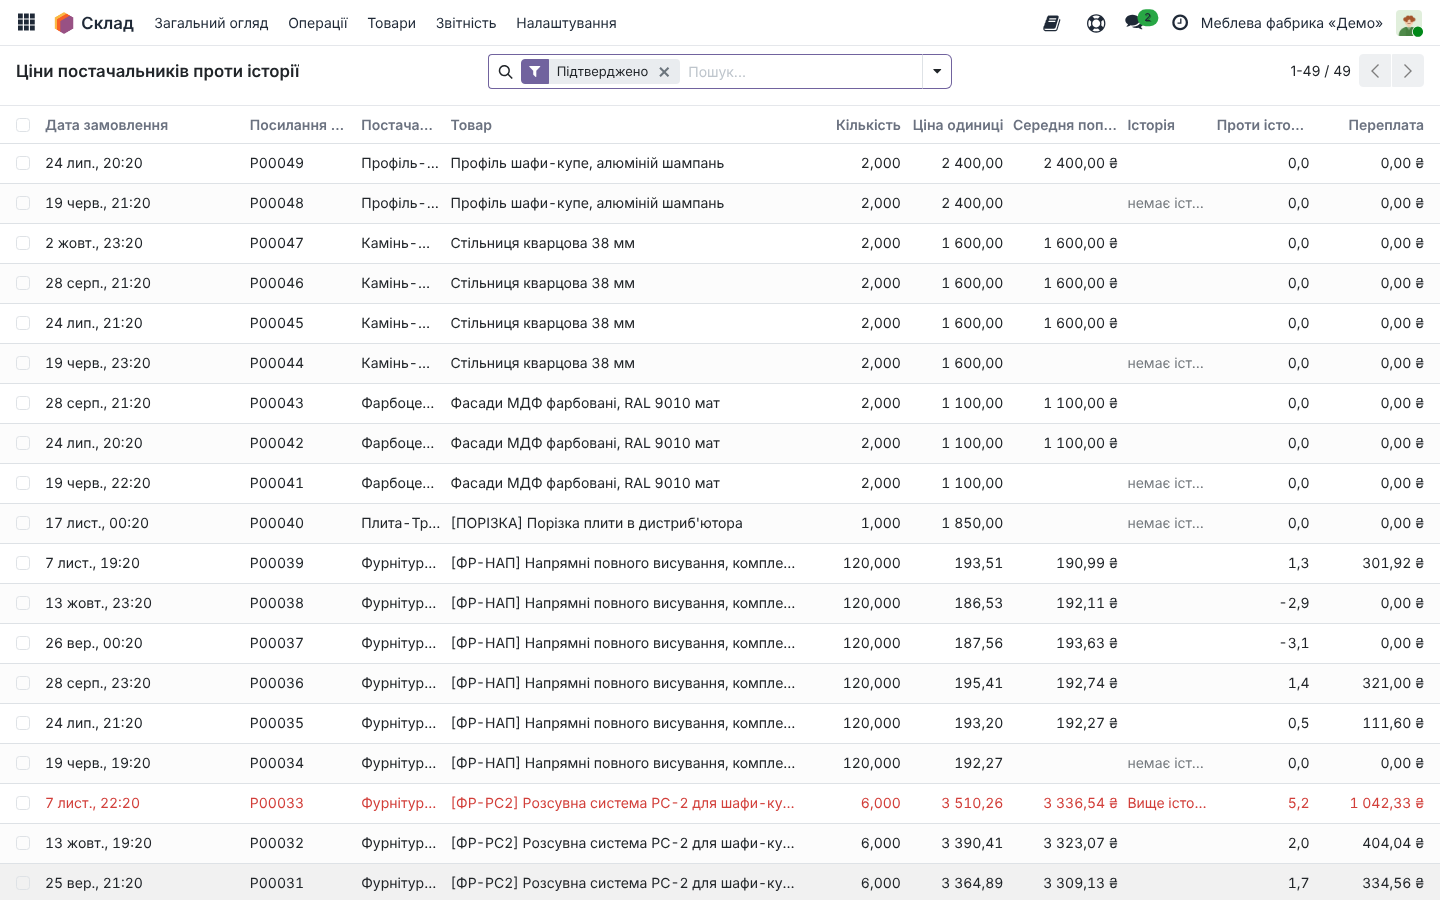 Склад Загальний огляд Операції Товари Звітність Налаштування 2 Меблева фабрика «Демо»
Ціни постачальників проти історії Підтверджено Пошук... 1-49 / 49
Дата замовлення Посилання ... Постача... Товар Кількість Ціна одиниці Середня поп... Історія Проти істо... Переплата
24 лип., 20:20 P00049 Профіль-... Профіль шафи-купе, алюміній шампань 2,000 2 400,00 2 400,00 ₴ 0,0 0,00 ₴
19 черв., 21:20 P00048 Профіль-... Профіль шафи-купе, алюміній шампань 2,000 2 400,00 немає іст... 0,0 0,00 ₴
2 жовт., 23:20 P00047 Камінь-... Стільниця кварцова 38 мм 2,000 1 600,00 1 600,00 ₴ 0,0 0,00 ₴
28 серп., 21:20 P00046 Камінь-... Стільниця кварцова 38 мм 2,000 1 600,00 1 600,00 ₴ 0,0 0,00 ₴
24 лип., 21:20 P00045 Камінь-... Стільниця кварцова 38 мм 2,000 1 600,00 1 600,00 ₴ 0,0 0,00 ₴
19 черв., 23:20 P00044 Камінь-... Стільниця кварцова 38 мм 2,000 1 600,00 немає іст... 0,0 0,00 ₴
28 серп., 21:20 P00043 Фарбоце... Фасади МДФ фарбовані, RAL 9010 мат 2,000 1 100,00 1 100,00 ₴ 0,0 0,00 ₴
24 лип., 20:20 P00042 Фарбоце... Фасади МДФ фарбовані, RAL 9010 мат 2,000 1 100,00 1 100,00 ₴ 0,0 0,00 ₴
19 черв., 22:20 P00041 Фарбоце... Фасади МДФ фарбовані, RAL 9010 мат 2,000 1 100,00 немає іст... 0,0 0,00 ₴
17 лист., 00:20 P00040 Плита-Тр... [ПОРІЗКА] Порізка плити в дистриб'ютора 1,000 1 850,00 немає іст... 0,0 0,00 ₴
7 лист., 19:20 P00039 Фурнітур... [ФР-НАП] Напрямні повного висування, компле... 120,000 193,51 190,99 ₴ 1,3 301,92 ₴
13 жовт., 23:20 P00038 Фурнітур... [ФР-НАП] Напрямні повного висування, компле... 120,000 186,53 192,11 ₴ -2,9 0,00 ₴
26 вер., 00:20 P00037 Фурнітур... [ФР-НАП] Напрямні повного висування, компле... 120,000 187,56 193,63 ₴ -3,1 0,00 ₴
28 серп., 23:20 P00036 Фурнітур... [ФР-НАП] Напрямні повного висування, компле... 120,000 195,41 192,74 ₴ 1,4 321,00 ₴
24 лип., 21:20 P00035 Фурнітур... [ФР-НАП] Напрямні повного висування, компле... 120,000 193,20 192,27 ₴ 0,5 111,60 ₴
19 черв., 19:20 P00034 Фурнітур... [ФР-НАП] Напрямні повного висування, компле... 120,000 192,27 немає іст... 0,0 0,00 ₴
7 лист., 22:20 P00033 Фурнітур... [ФР-РС2] Розсувна система РС-2 для шафи-ку... 6,000 3 510,26 3 336,54 ₴ Вище істо... 5,2 1 042,33 ₴
13 жовт., 19:20 P00032 Фурнітур... [ФР-РС2] Розсувна система РС-2 для шафи-ку... 6,000 3 390,41 3 323,07 ₴ 2,0 404,04 ₴
25 вер., 21:20 P00031 Фурнітур... [ФР-РС2] Розсувна система РС-2 для шафи-ку... 6,000 3 364,89 3 309,13 ₴ 1,7 334,56 ₴